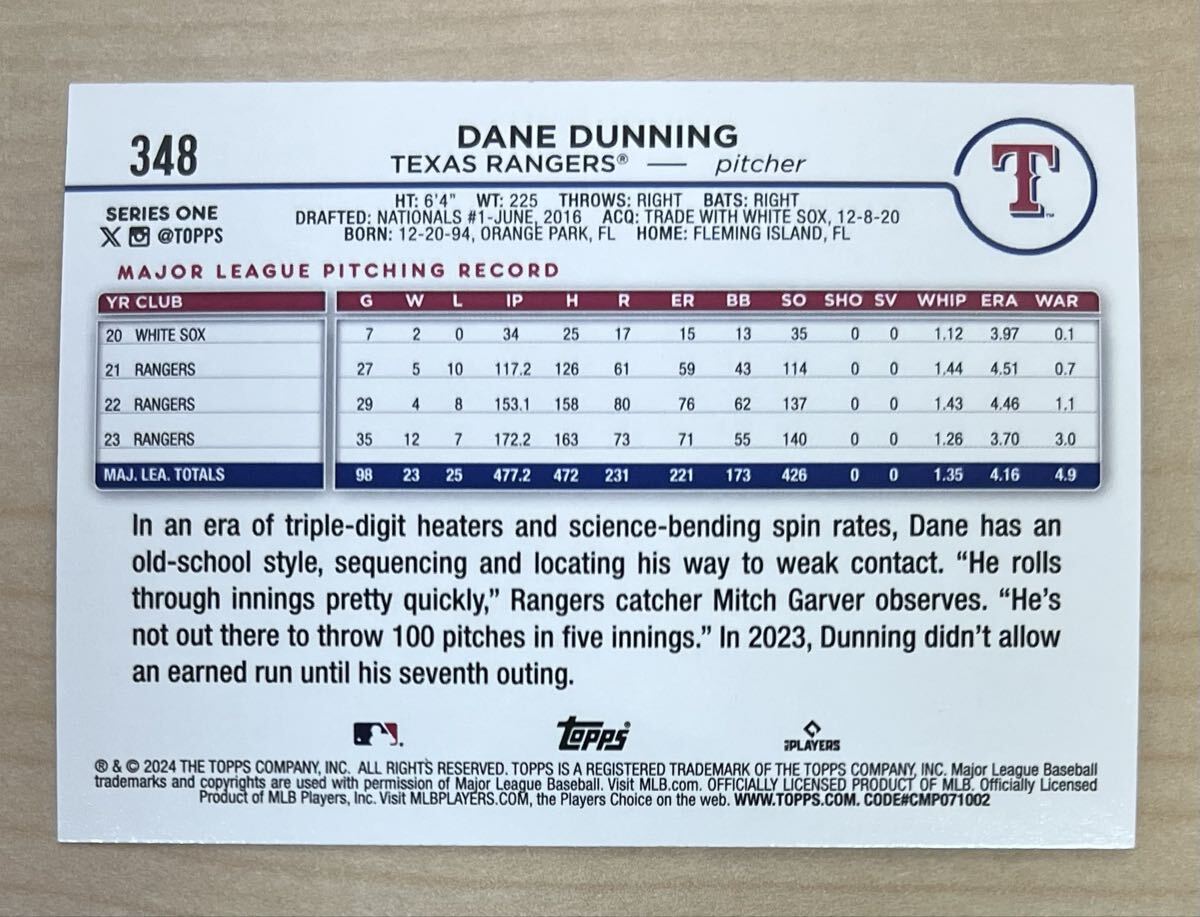 348
DANE DUNNING
TEXAS RANGERS® — pitcher
T™
SERIES ONE
X @TOPPS
HT: 6'4" WT: 225 THROWS: RIGHT BATS: RIGHT
DRAFTED: NATIONALS #1-JUNE, 2016 ACQ: TRADE WITH WHITE SOX, 12-8-20
BORN: 12-20-94, ORANGE PARK, FL HOME: FLEMING ISLAND, FL
MAJOR LEAGUE PITCHING RECORD
YR CLUB G W L IP H R ER BB SO SHO SV WHIP ERA WAR
20 WHITE SOX 7 2 0 34 25 17 15 13 35 0 0 1.12 3.97 0.1
21 RANGERS 27 5 10 117.2 126 61 59 43 114 0 0 1.44 4.51 0.7
22 RANGERS 29 4 8 153.1 158 80 76 62 137 0 0 1.43 4.46 1.1
23 RANGERS 35 12 7 172.2 163 73 71 55 140 0 0 1.26 3.70 3.0
MAJ. LEA. TOTALS 98 23 25 477.2 472 231 221 173 426 0 0 1.35 4.16 4.9
In an era of triple-digit heaters and science-bending spin rates, Dane has an
old-school style, sequencing and locating his way to weak contact. “He rolls
through innings pretty quickly,” Rangers catcher Mitch Garver observes. “He’s
not out there to throw 100 pitches in five innings.” In 2023, Dunning didn’t allow
an earned run until his seventh outing.
Topps®
PLAYERS
® & © 2024 THE TOPPS COMPANY, INC. ALL RIGHTS RESERVED. TOPPS IS A REGISTERED TRADEMARK OF THE TOPPS COMPANY, INC. Major League Baseball
trademarks and copyrights are used with permission of Major League Baseball. Visit MLB.com. OFFICIALLY LICENSED PRODUCT OF MLB. Officially Licensed
Product of MLB Players, Inc. Visit MLBPLAYERS.COM, the Players Choice on the web. WWW.TOPPS.COM. CODE#CMP071002